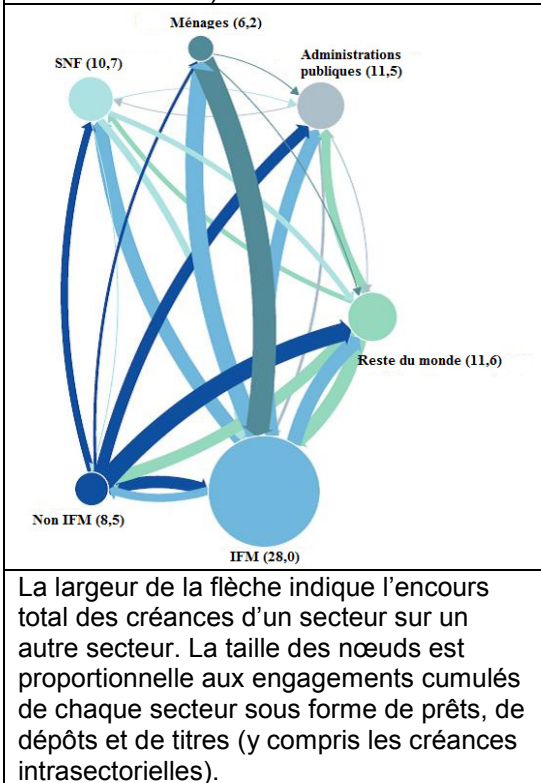 Ménages (6,2)
SNF (10,7)
Administrations
publiques (11,5)
Reste du monde (11,6)
Non IFM (8,5)
IFM (28,0)
La largeur de la flèche indique l’encours
total des créances d’un secteur sur un
autre secteur. La taille des nœuds est
proportionnelle aux engagements cumulés
de chaque secteur sous forme de prêts, de
dépôts et de titres (y compris les créances
intrasectorielles).